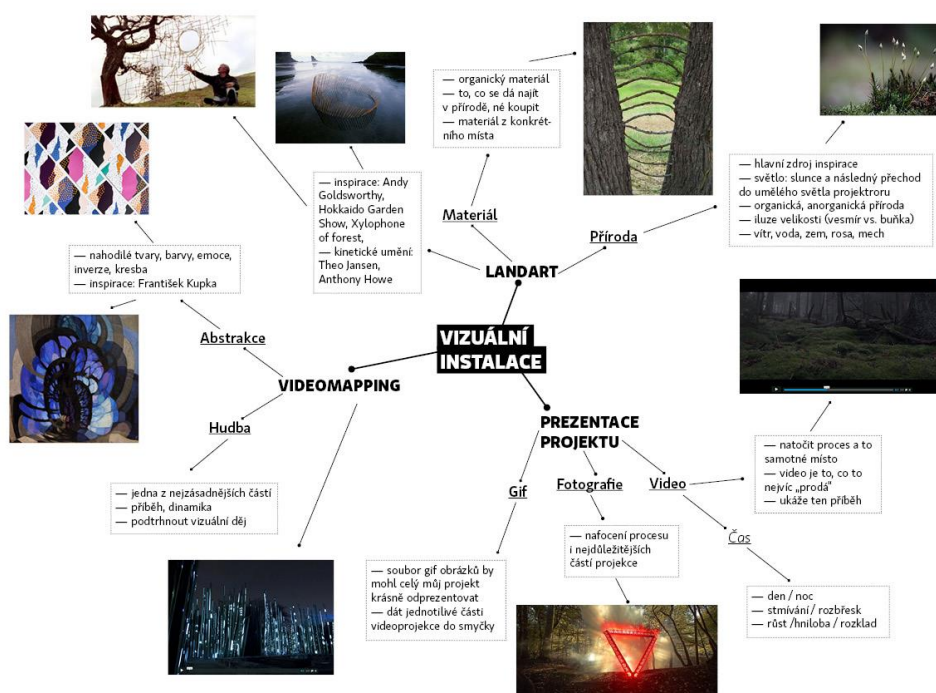 VIZUÁLNÍ
INSTALACE
LANDART
Materiál
— organický materiál
— to, co se dá najít
v přírodě, né koupit
— materiál z konkrét-
ního místa
Příroda
— hlavní zdroj inspirace
— světlo: slunce a následný přechod
do umělého světla projektroru
— organická, anorganická příroda
— iluze velikosti (vesmír vs. buňka)
— vítr, voda, zem, rosa, mech
— inspirace: Andy
Goldsworthy,
Hokkaido Garden
Show, Xylophone
of forest,
— kinetické umění:
Theo Jansen,
Anthony Howe
VIDEOMAPPING
Abstrakce
— nahodilé tvary, barvy, emoce,
inverze, kresba
— inspirace: František Kupka
Hudba
— jedna z nejzásadnějších částí
— příběh, dinamika
— podtrhnout vizuální děj
PREZENTACE
PROJEKTU
Gif
— soubor gif obrázků by
mohl celý můj projekt
krásně odprezentovat
— dát jednotilivé části
videoprojekce do smyčky
Fotografie
— nafocení procesu
i nejdůležitějších
částí projekce
Video
— natočit proces a to
samotné místo
— video je to, co to
nejvíc „prodá"
— ukáže ten příběh
Čas
— den / noc
— stmívání / rozbřesk
— růst /hniloba / rozklad